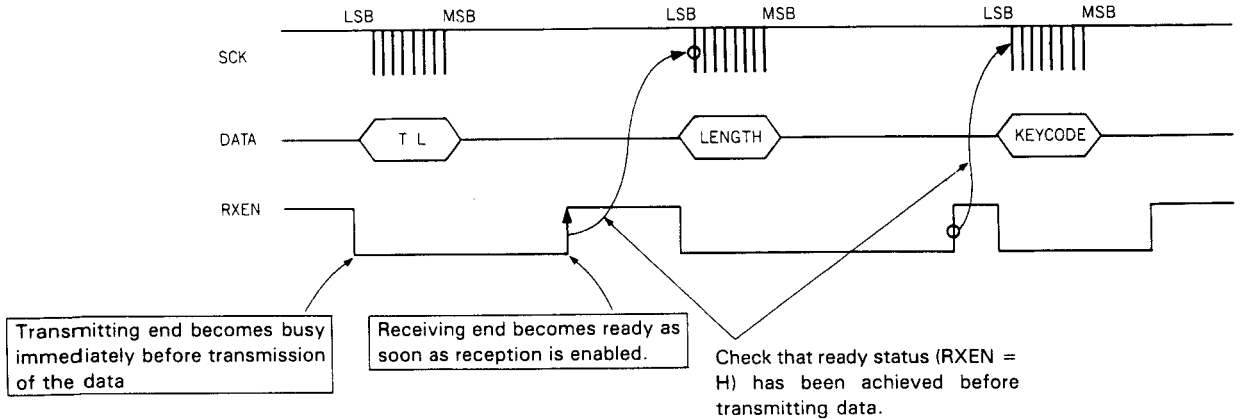 LSB MSB LSB MSB LSB MSB
SCK
DATA T L LENGTH KEYCODE
RXEN
Transmitting end becomes busy
immediately before transmission
of the data
Receiving end becomes ready as
soon as reception is enabled.
Check that ready status (RXEN =
H) has been achieved before
transmitting data.